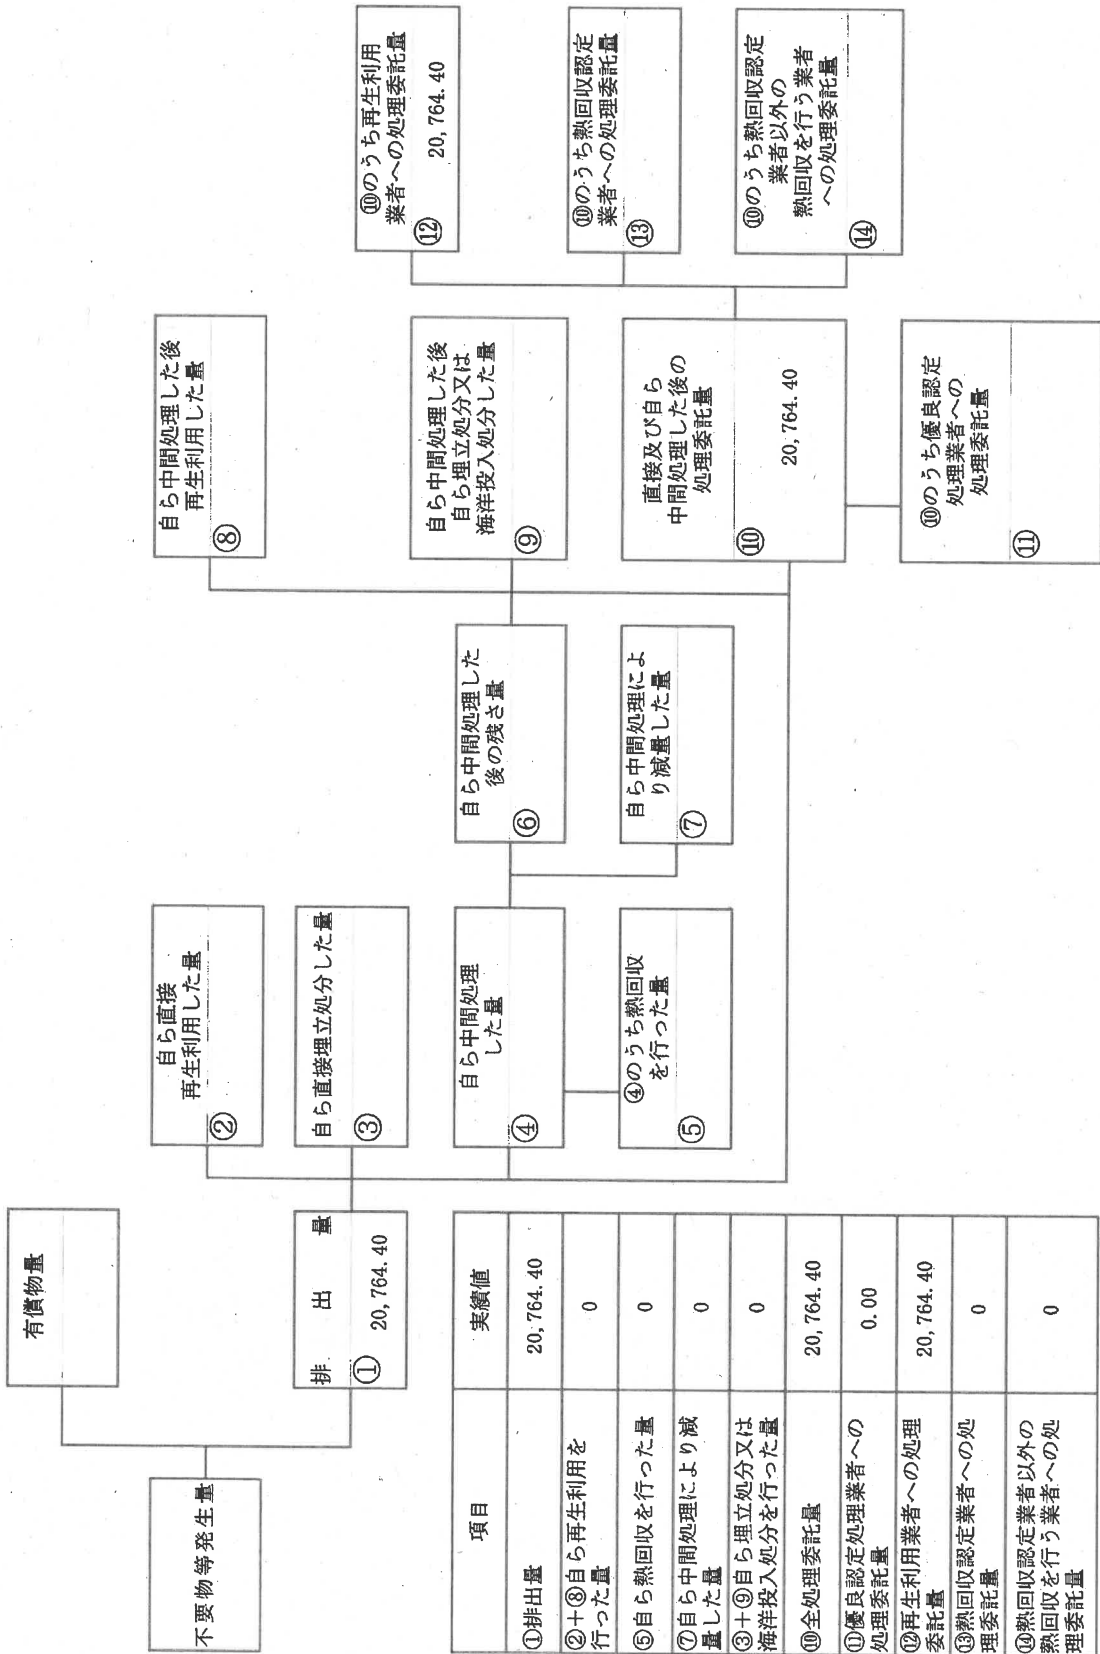 不要物等発生量
有償物量
排出量
① 20,764.40
自ら直接
再生利用した量
②
自ら直接埋立処分した量
③
自ら中間処理
した量
④
④のうち熱回収
を行った量
⑤
自ら中間処理した
後の残さ量
⑥
自ら中間処理によ
り減量した量
⑦
自ら中間処理した後
再生利用した量
⑧
自ら中間処理した後
自ら埋立処分又は
海洋投入処分した量
⑨
直接及び自ら
中間処理した後の
処理委託量
⑩
20,764.40
⑩のうち優良認定
処理業者への
処理委託量
⑪
⑩のうち再生利用
業者への処理委託量
⑫ 20,764.40
⑩のうち熱回収認定
業者への処理委託量
⑬
⑩のうち熱回収認定
業者以外の
熱回収を行う業者
への処理委託量
⑭
項目 実績値
①排出量 20,764.40
②+⑧自ら再生利用を
行った量 0
⑤自ら熱回収を行った量 0
⑦自ら中間処理により減
量した量 0
③+⑨自ら埋立処分又は
海洋投入処分を行った量 0
⑩全処理委託量 20,764.40
⑪優良認定処理業者への
処理委託量 0.00
⑫再生利用業者への処理
委託量 20,764.40
⑬熱回収認定業者への処
理委託量 0
⑭熱回収認定業者以外の
熱回収を行う業者への処
理委託量 0